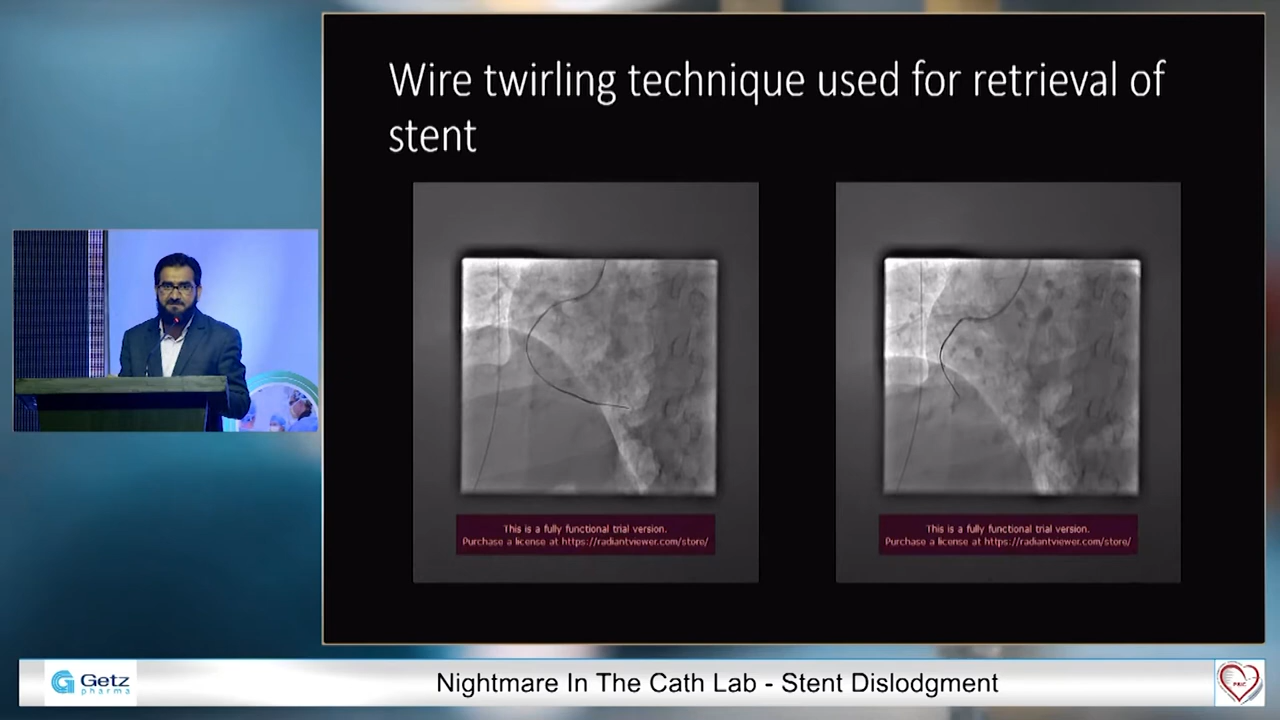 Wire twirling technique used for retrieval of
stent
This is a fully functional trial version.
Purchase a license at https://radiantviewer.com/store/
This is a fully functional trial version.
Purchase a license at https://radiantviewer.com/store/
Getz
pharma
Nightmare In The Cath Lab - Stent Dislodgment